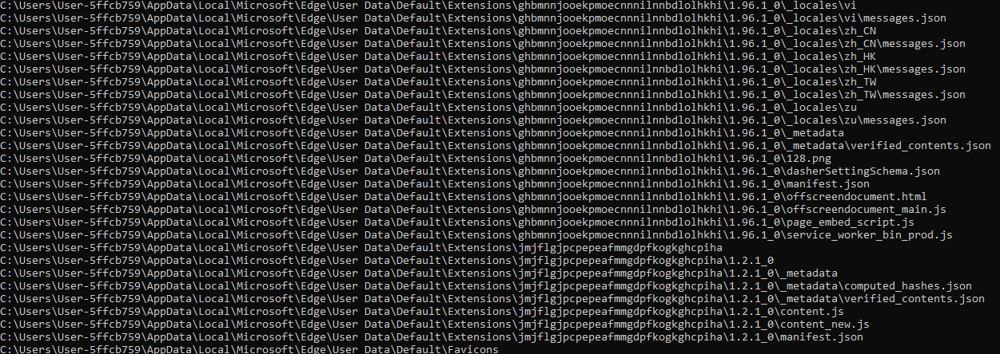 C:\Users\User-5ffcb759\AppData\Local\Microsoft\Edge\User Data\Default\Extensions\ghbmnnjooekpmoecnnnilnnbdlolhkhi\1.96.1_0\_locales\vi
C:\Users\User-5ffcb759\AppData\Local\Microsoft\Edge\User Data\Default\Extensions\ghbmnnjooekpmoecnnnilnnbdlolhkhi\1.96.1_0\_locales\vi\messages.json
C:\Users\User-5ffcb759\AppData\Local\Microsoft\Edge\User Data\Default\Extensions\ghbmnnjooekpmoecnnnilnnbdlolhkhi\1.96.1_0\_locales\zh_CN
C:\Users\User-5ffcb759\AppData\Local\Microsoft\Edge\User Data\Default\Extensions\ghbmnnjooekpmoecnnnilnnbdlolhkhi\1.96.1_0\_locales\zh_CN\messages.json
C:\Users\User-5ffcb759\AppData\Local\Microsoft\Edge\User Data\Default\Extensions\ghbmnnjooekpmoecnnnilnnbdlolhkhi\1.96.1_0\_locales\zh_HK
C:\Users\User-5ffcb759\AppData\Local\Microsoft\Edge\User Data\Default\Extensions\ghbmnnjooekpmoecnnnilnnbdlolhkhi\1.96.1_0\_locales\zh_HK\messages.json
C:\Users\User-5ffcb759\AppData\Local\Microsoft\Edge\User Data\Default\Extensions\ghbmnnjooekpmoecnnnilnnbdlolhkhi\1.96.1_0\_locales\zh_TW
C:\Users\User-5ffcb759\AppData\Local\Microsoft\Edge\User Data\Default\Extensions\ghbmnnjooekpmoecnnnilnnbdlolhkhi\1.96.1_0\_locales\zh_TW\messages.json
C:\Users\User-5ffcb759\AppData\Local\Microsoft\Edge\User Data\Default\Extensions\ghbmnnjooekpmoecnnnilnnbdlolhkhi\1.96.1_0\_locales\zu
C:\Users\User-5ffcb759\AppData\Local\Microsoft\Edge\User Data\Default\Extensions\ghbmnnjooekpmoecnnnilnnbdlolhkhi\1.96.1_0\_locales\zu\messages.json
C:\Users\User-5ffcb759\AppData\Local\Microsoft\Edge\User Data\Default\Extensions\ghbmnnjooekpmoecnnnilnnbdlolhkhi\1.96.1_0\_metadata
C:\Users\User-5ffcb759\AppData\Local\Microsoft\Edge\User Data\Default\Extensions\ghbmnnjooekpmoecnnnilnnbdlolhkhi\1.96.1_0\_metadata\verified_contents.json
C:\Users\User-5ffcb759\AppData\Local\Microsoft\Edge\User Data\Default\Extensions\ghbmnnjooekpmoecnnnilnnbdlolhkhi\1.96.1_0\128.png
C:\Users\User-5ffcb759\AppData\Local\Microsoft\Edge\User Data\Default\Extensions\ghbmnnjooekpmoecnnnilnnbdlolhkhi\1.96.1_0\dasherSettingSchema.json
C:\Users\User-5ffcb759\AppData\Local\Microsoft\Edge\User Data\Default\Extensions\ghbmnnjooekpmoecnnnilnnbdlolhkhi\1.96.1_0\manifest.json
C:\Users\User-5ffcb759\AppData\Local\Microsoft\Edge\User Data\Default\Extensions\ghbmnnjooekpmoecnnnilnnbdlolhkhi\1.96.1_0\offscreendocument.html
C:\Users\User-5ffcb759\AppData\Local\Microsoft\Edge\User Data\Default\Extensions\ghbmnnjooekpmoecnnnilnnbdlolhkhi\1.96.1_0\offscreendocument_main.js
C:\Users\User-5ffcb759\AppData\Local\Microsoft\Edge\User Data\Default\Extensions\ghbmnnjooekpmoecnnnilnnbdlolhkhi\1.96.1_0\page_embed_script.js
C:\Users\User-5ffcb759\AppData\Local\Microsoft\Edge\User Data\Default\Extensions\ghbmnnjooekpmoecnnnilnnbdlolhkhi\1.96.1_0\service_worker_bin_prod.js
C:\Users\User-5ffcb759\AppData\Local\Microsoft\Edge\User Data\Default\Extensions\jmjflgjpcpepeafmmgdpfkogkghcpiha
C:\Users\User-5ffcb759\AppData\Local\Microsoft\Edge\User Data\Default\Extensions\jmjflgjpcpepeafmmgdpfkogkghcpiha\1.2.1_0
C:\Users\User-5ffcb759\AppData\Local\Microsoft\Edge\User Data\Default\Extensions\jmjflgjpcpepeafmmgdpfkogkghcpiha\1.2.1_0\_metadata
C:\Users\User-5ffcb759\AppData\Local\Microsoft\Edge\User Data\Default\Extensions\jmjflgjpcpepeafmmgdpfkogkghcpiha\1.2.1_0\_metadata\computed_hashes.json
C:\Users\User-5ffcb759\AppData\Local\Microsoft\Edge\User Data\Default\Extensions\jmjflgjpcpepeafmmgdpfkogkghcpiha\1.2.1_0\_metadata\verified_contents.json
C:\Users\User-5ffcb759\AppData\Local\Microsoft\Edge\User Data\Default\Extensions\jmjflgjpcpepeafmmgdpfkogkghcpiha\1.2.1_0\content.js
C:\Users\User-5ffcb759\AppData\Local\Microsoft\Edge\User Data\Default\Extensions\jmjflgjpcpepeafmmgdpfkogkghcpiha\1.2.1_0\content_new.js
C:\Users\User-5ffcb759\AppData\Local\Microsoft\Edge\User Data\Default\Extensions\jmjflgjpcpepeafmmgdpfkogkghcpiha\1.2.1_0\manifest.json
C:\Users\User-5ffcb759\AppData\Local\Microsoft\Edge\User Data\Default\Favicons